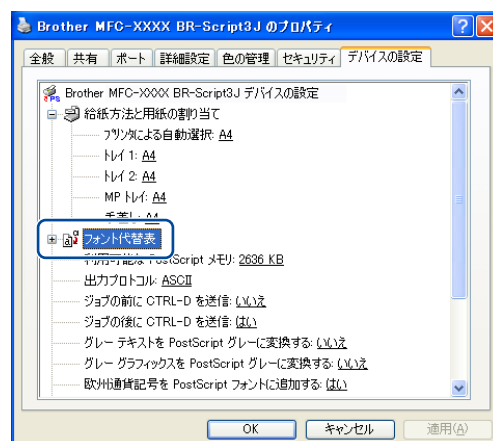 Brother MFC-XXXX BR-Script3J のプロパティ
全般 共有 ポート 詳細設定 色の管理 セキュリティ デバイスの設定
Brother MFC-XXXX BR-Script3J デバイスの設定
給紙方法と用紙の割り当て
プリンタによる自動選択: A4
トレイ 1: A4
トレイ 2: A4
MP トレイ: A4
手差し: A4
フォント代替表
利用可能な PostScript メモリ: 2636 KB
出力プロトコル: ASCII
ジョブの前に CTRL-D を送信: いいえ
ジョブの後に CTRL-D を送信: はい
グレー テキストを PostScript グレーに変換する: いいえ
グレー グラフィックスを PostScript グレーに変換する: いいえ
欧州通貨記号を PostScript フォントに追加する: はい
OK キャンセル 適用(A)